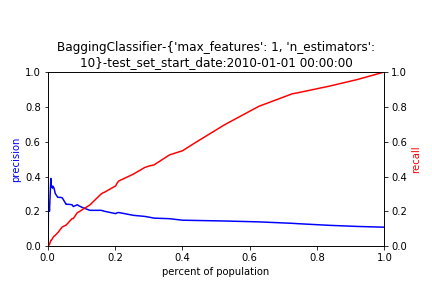 BaggingClassifier-{'max_features': 1, 'n_estimators':
10}-test_set_start_date:2010-01-01 00:00:00
1.0
0.8
0.6
0.4
0.2
0.0
precision
1.0
0.8
0.6
0.4
0.2
0.0
recall
0.0 0.2 0.4 0.6 0.8 1.0
percent of population